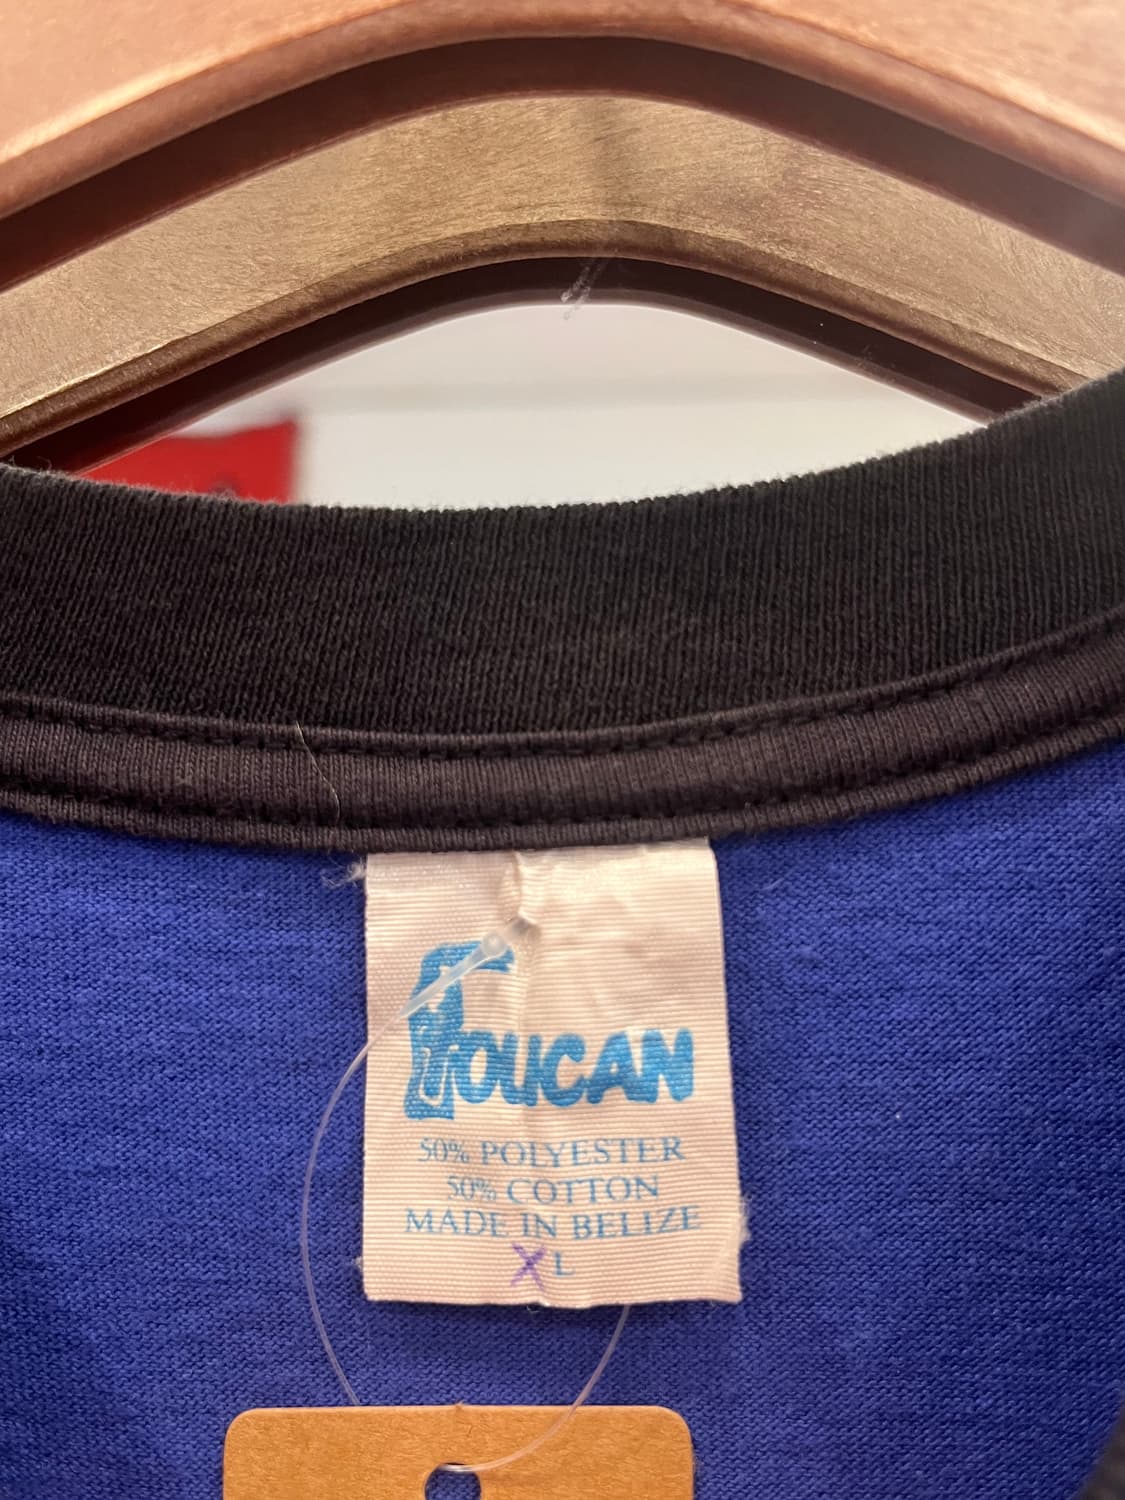 TOUCAN
50% POLYESTER
50% COTTON
MADE IN BELIZE
XL